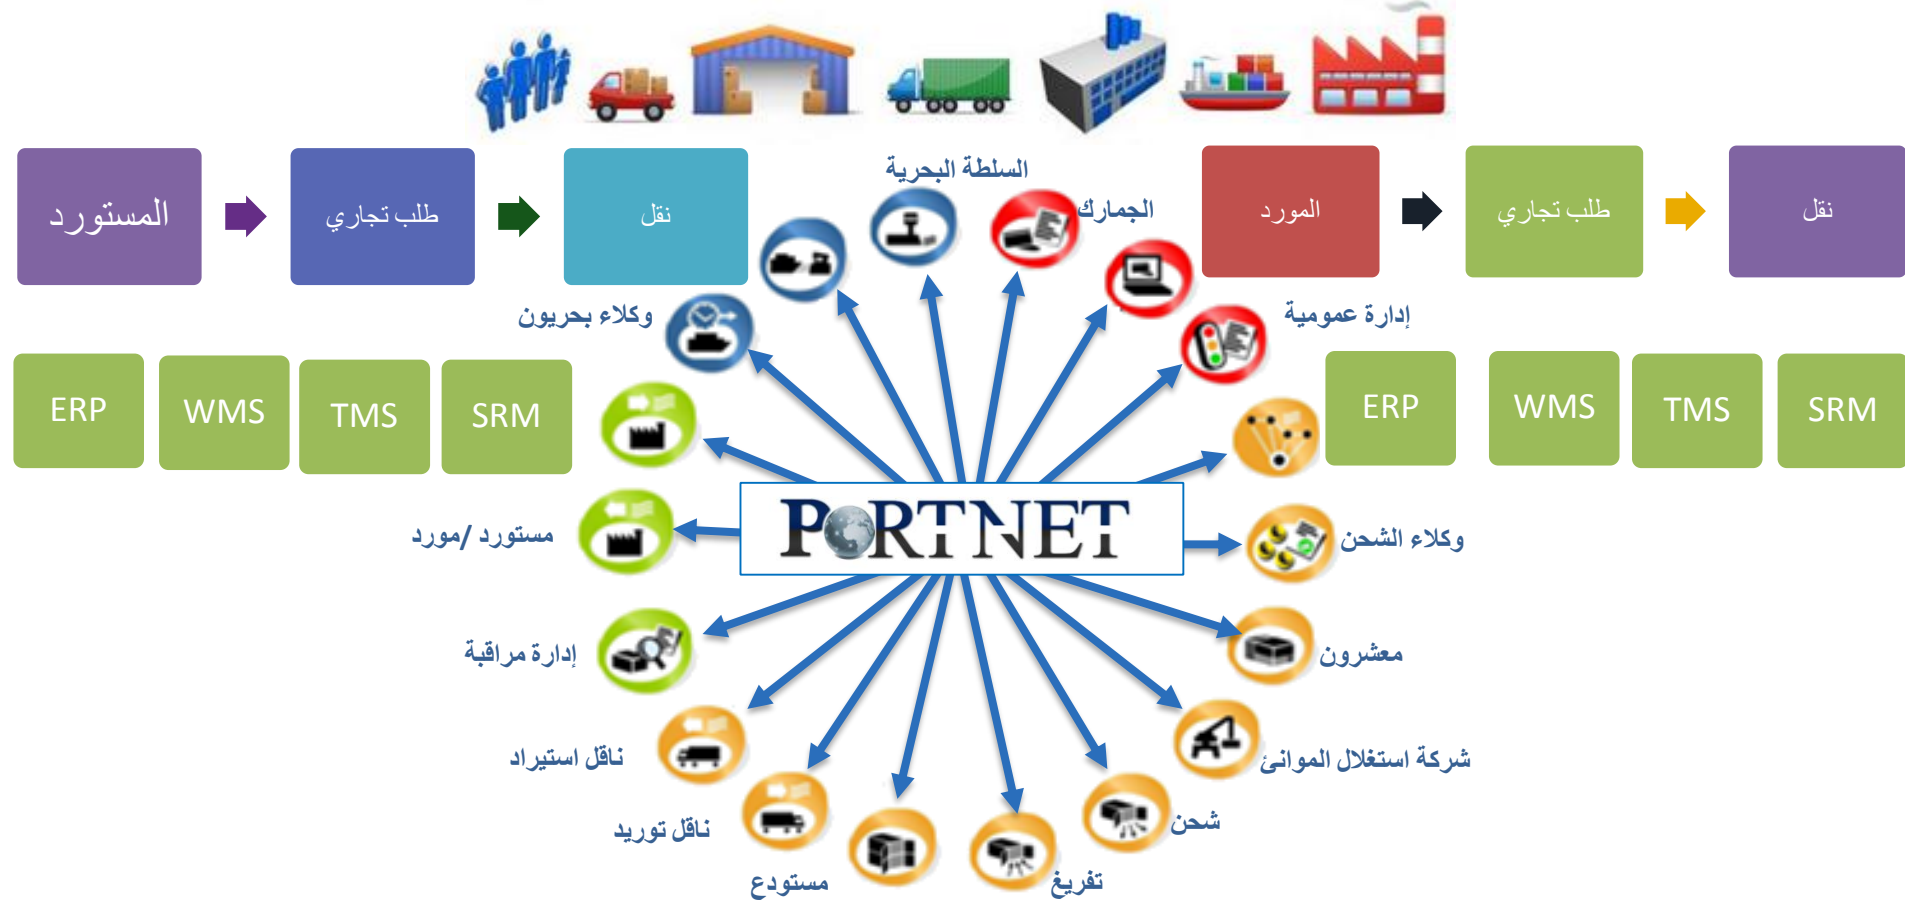 المستورد
طلب تجاري
نقل
السلطة البحرية
الجمارك
المورد
طلب تجاري
نقل
وكلاء بحريون
إدارة عمومية
ERP
WMS
TMS
SRM
ERP
WMS
TMS
SRM
PORTNET
مستورد /مورد
وكلاء الشحن
إدارة مراقبة
معشرون
ناقل استيراد
شركة استغلال الموانئ
ناقل توريد
شحن
مستودع
تفريغ